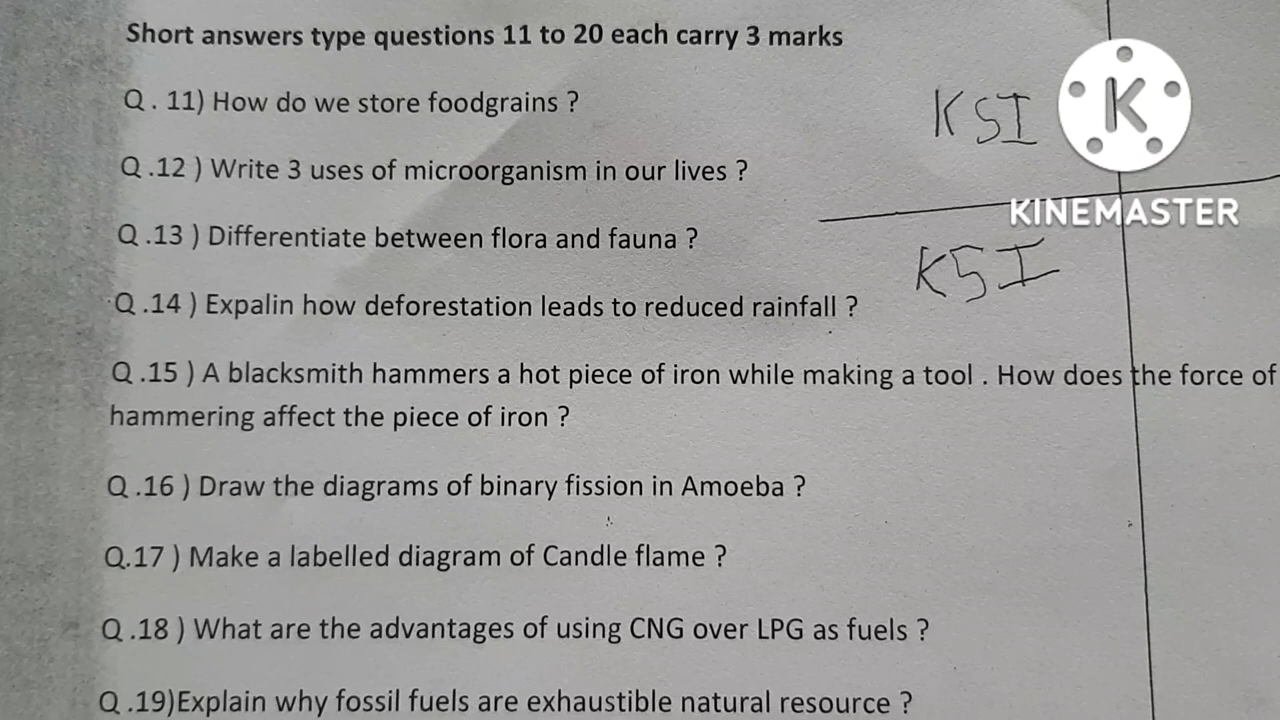 Short answers type questions 11 to 20 each carry 3 marks
Q . 11) How do we store foodgrains ?
KSI
K
Q .12 ) Write 3 uses of microorganism in our lives ?
KINEMASTER
Q .13 ) Differentiate between flora and fauna ?
KSI
Q .14 ) Expalin how deforestation leads to reduced rainfall ?
Q .15 ) A blacksmith hammers a hot piece of iron while making a tool . How does the force of
hammering affect the piece of iron ?
Q .16 ) Draw the diagrams of binary fission in Amoeba ?
Q.17 ) Make a labelled diagram of Candle flame ?
Q .18 ) What are the advantages of using CNG over LPG as fuels ?
Q .19)Explain why fossil fuels are exhaustible natural resource ?